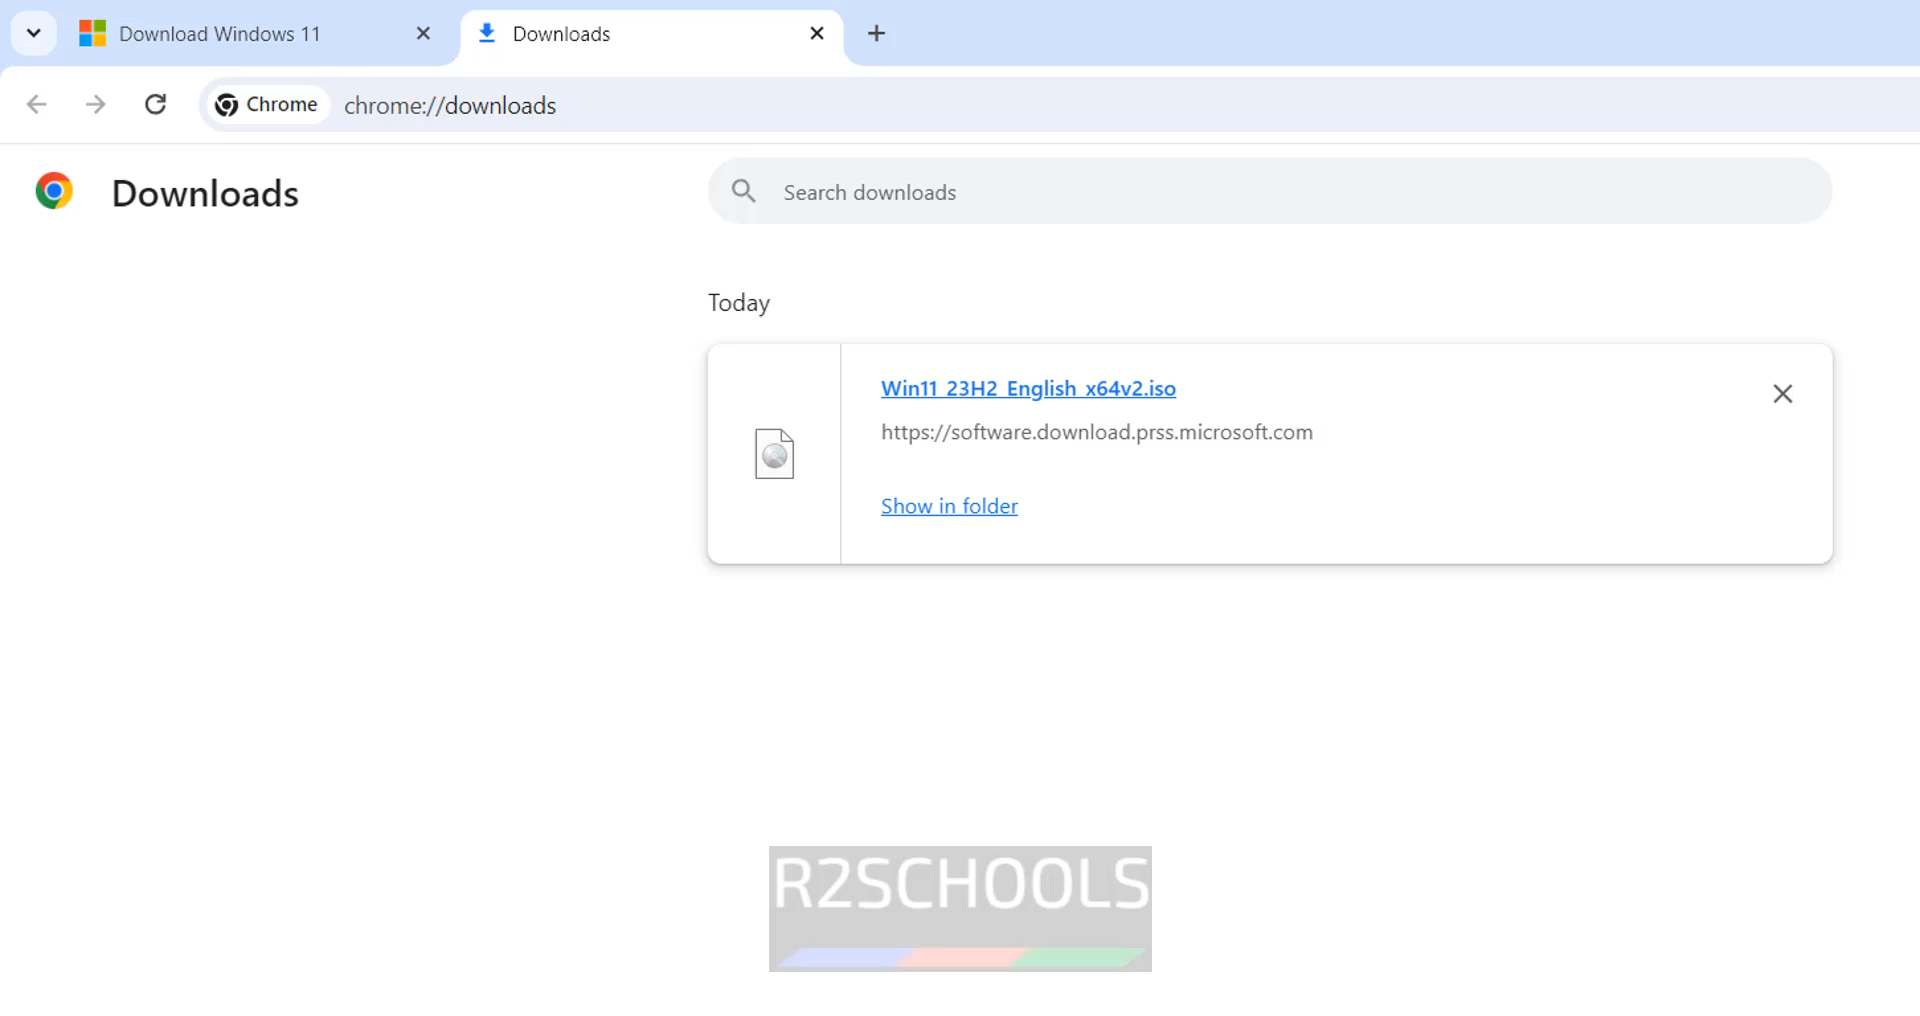 Download Windows 11
Downloads
Chrome
chrome://downloads
Downloads
Search downloads
Today
Win11_23H2_English_x64v2.iso
https://software.download.prss.microsoft.com
Show in folder
R2SCHOOLS